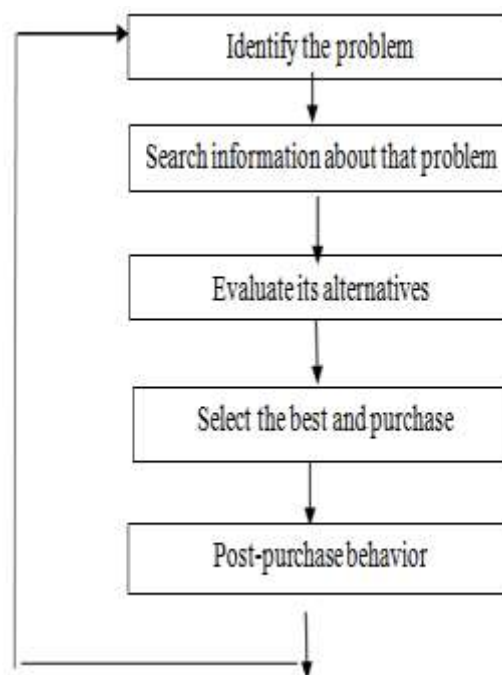 Identify the problem
Search information about that problem
Evaluate its alternatives
Select the best and purchase
Post-purchase behavior